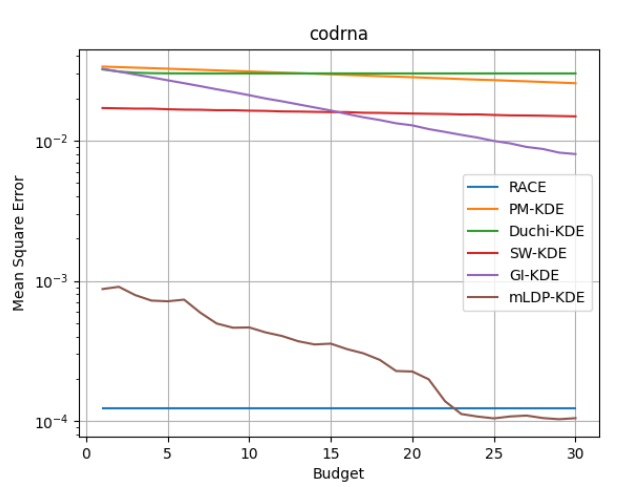 codrna
Mean Square Error
10⁻²
10⁻³
10⁻⁴
RACE
PM-KDE
Duchi-KDE
SW-KDE
GI-KDE
mLDP-KDE
0 5 10 15 20 25 30
Budget